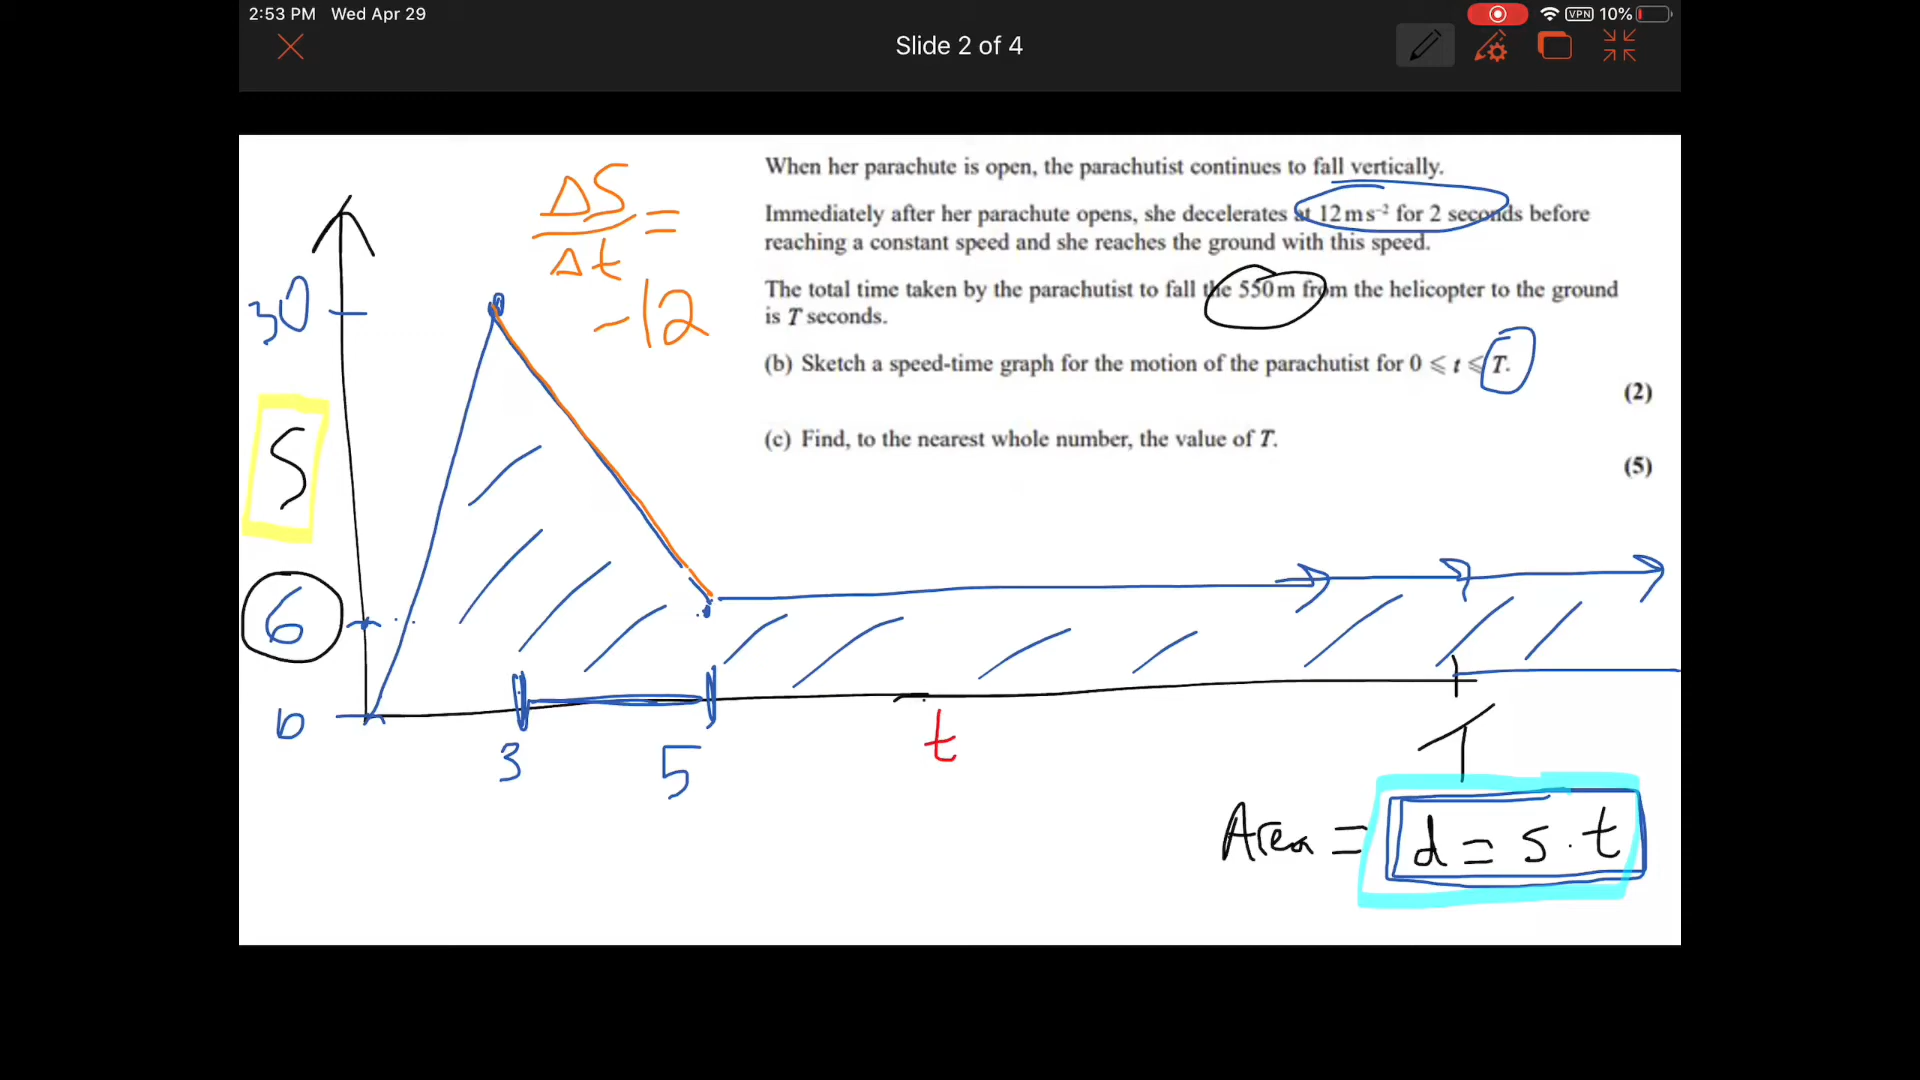 2:53 PM Wed Apr 29
VPN 10%
Slide 2 of 4
When her parachute is open, the parachutist continues to fall vertically.
Immediately after her parachute opens, she decelerates at 12 m s⁻² for 2 seconds before
reaching a constant speed and she reaches the ground with this speed.
The total time taken by the parachutist to fall the 550 m from the helicopter to the ground
is T seconds.
(b) Sketch a speed-time graph for the motion of the parachutist for 0 ⩽ t ⩽ T.
(2)
(c) Find, to the nearest whole number, the value of T.
(5)
ΔS
Δt
=
-12
30
S
6
0
3
5
t
T
Area = d = s . t